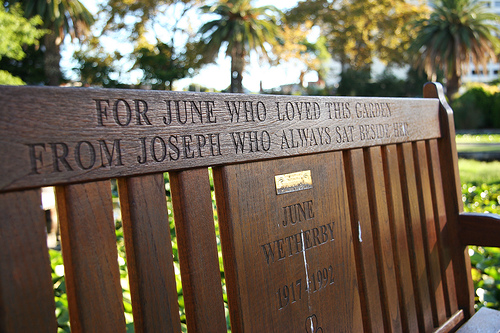 FOR JUNE WHO LOVED THIS GARDEN
FROM JOSEPH WHO ALWAYS SAT BESIDE HER
JUNE
WETHERBY
1917-1992